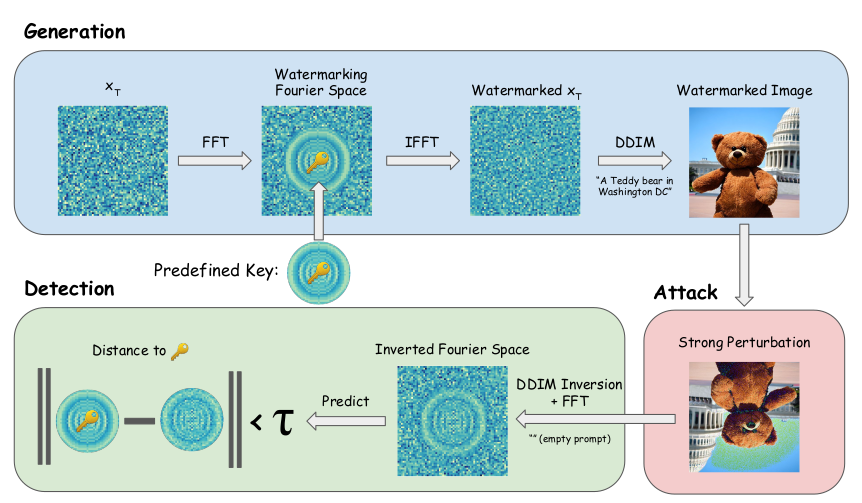 Generation
x_T
FFT
Watermarking
Fourier Space
IFFT
Watermarked x_T
DDIM
"A Teddy bear in
Washington DC"
Watermarked Image
Predefined Key:
Detection
Distance to
< τ
Predict
Inverted Fourier Space
DDIM Inversion
+ FFT
"" (empty prompt)
Attack
Strong Perturbation